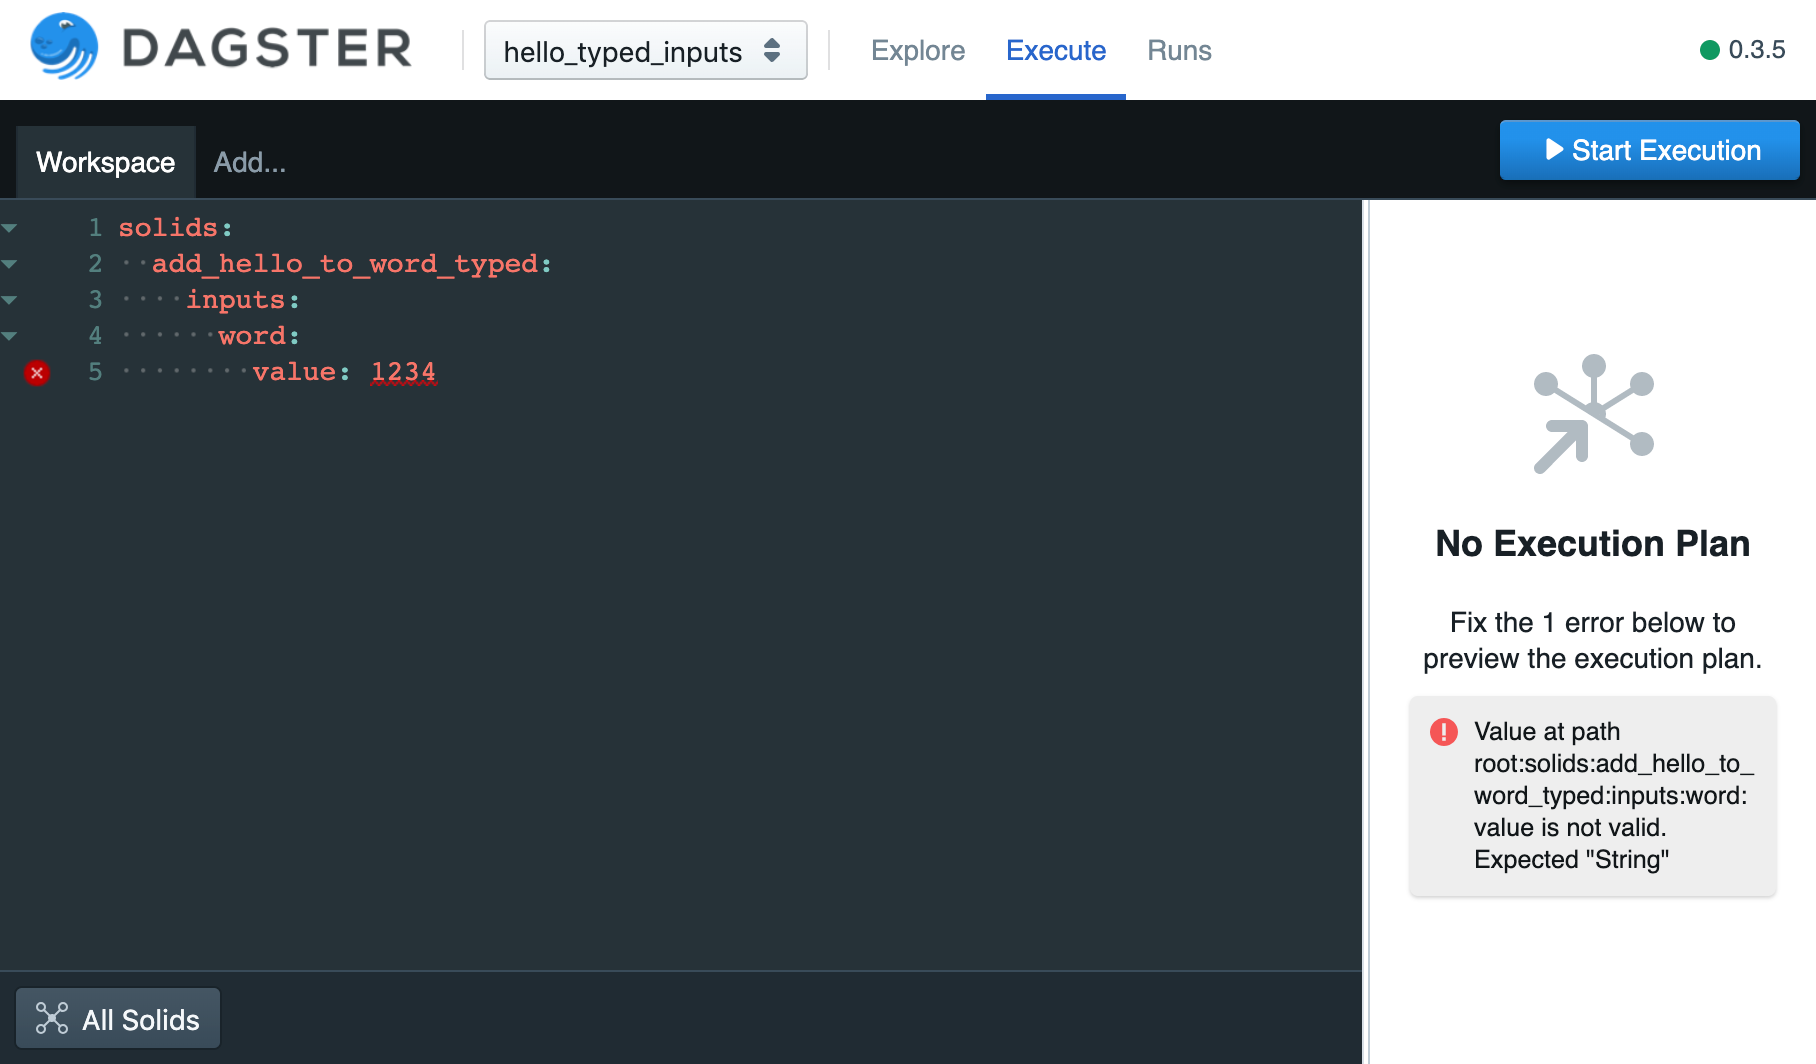 DAGSTER
hello_typed_inputs
Explore
Execute
Runs
0.3.5
Workspace
Add...
Start Execution
1 solids:
2 ··add_hello_to_word_typed:
3 ····inputs:
4 ······word:
5 ········value: 1234
No Execution Plan
Fix the 1 error below to
preview the execution plan.
Value at path
root:solids:add_hello_to_
word_typed:inputs:word:
value is not valid.
Expected "String"
All Solids